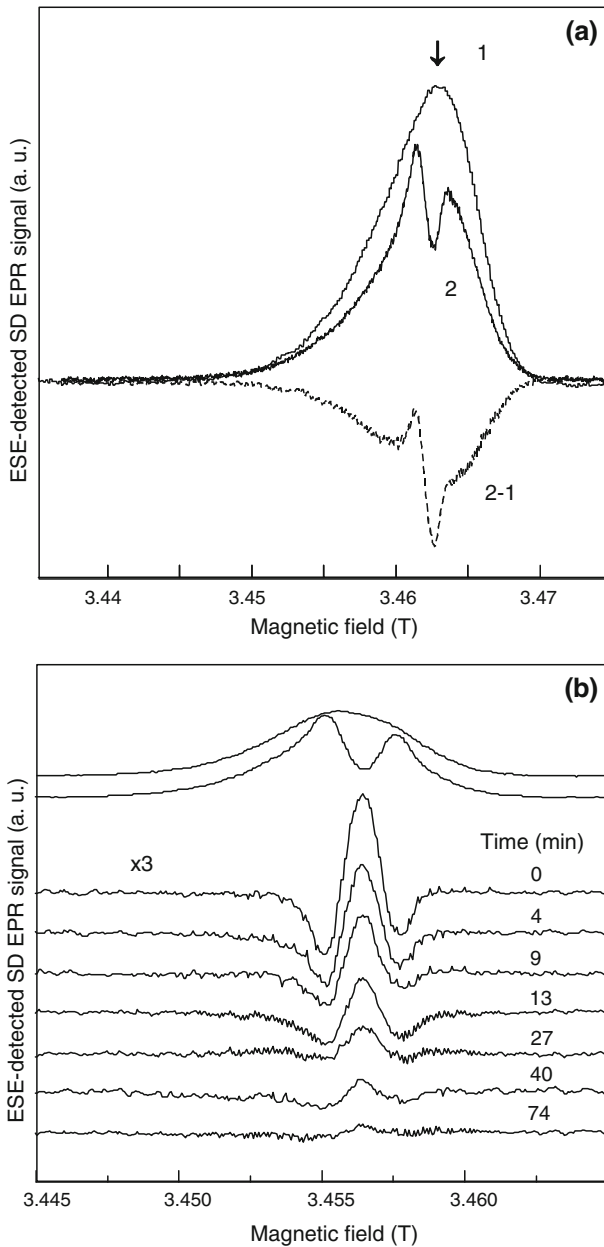 (a)
1
2
2-1
ESE-detected SD EPR signal (a. u.)
3.44
3.45
3.46
3.47
Magnetic field (T)
(b)
Time (min)
x3
0
4
9
13
27
40
74
ESE-detected SD EPR signal (a. u.)
3.445
3.450
3.455
3.460
Magnetic field (T)